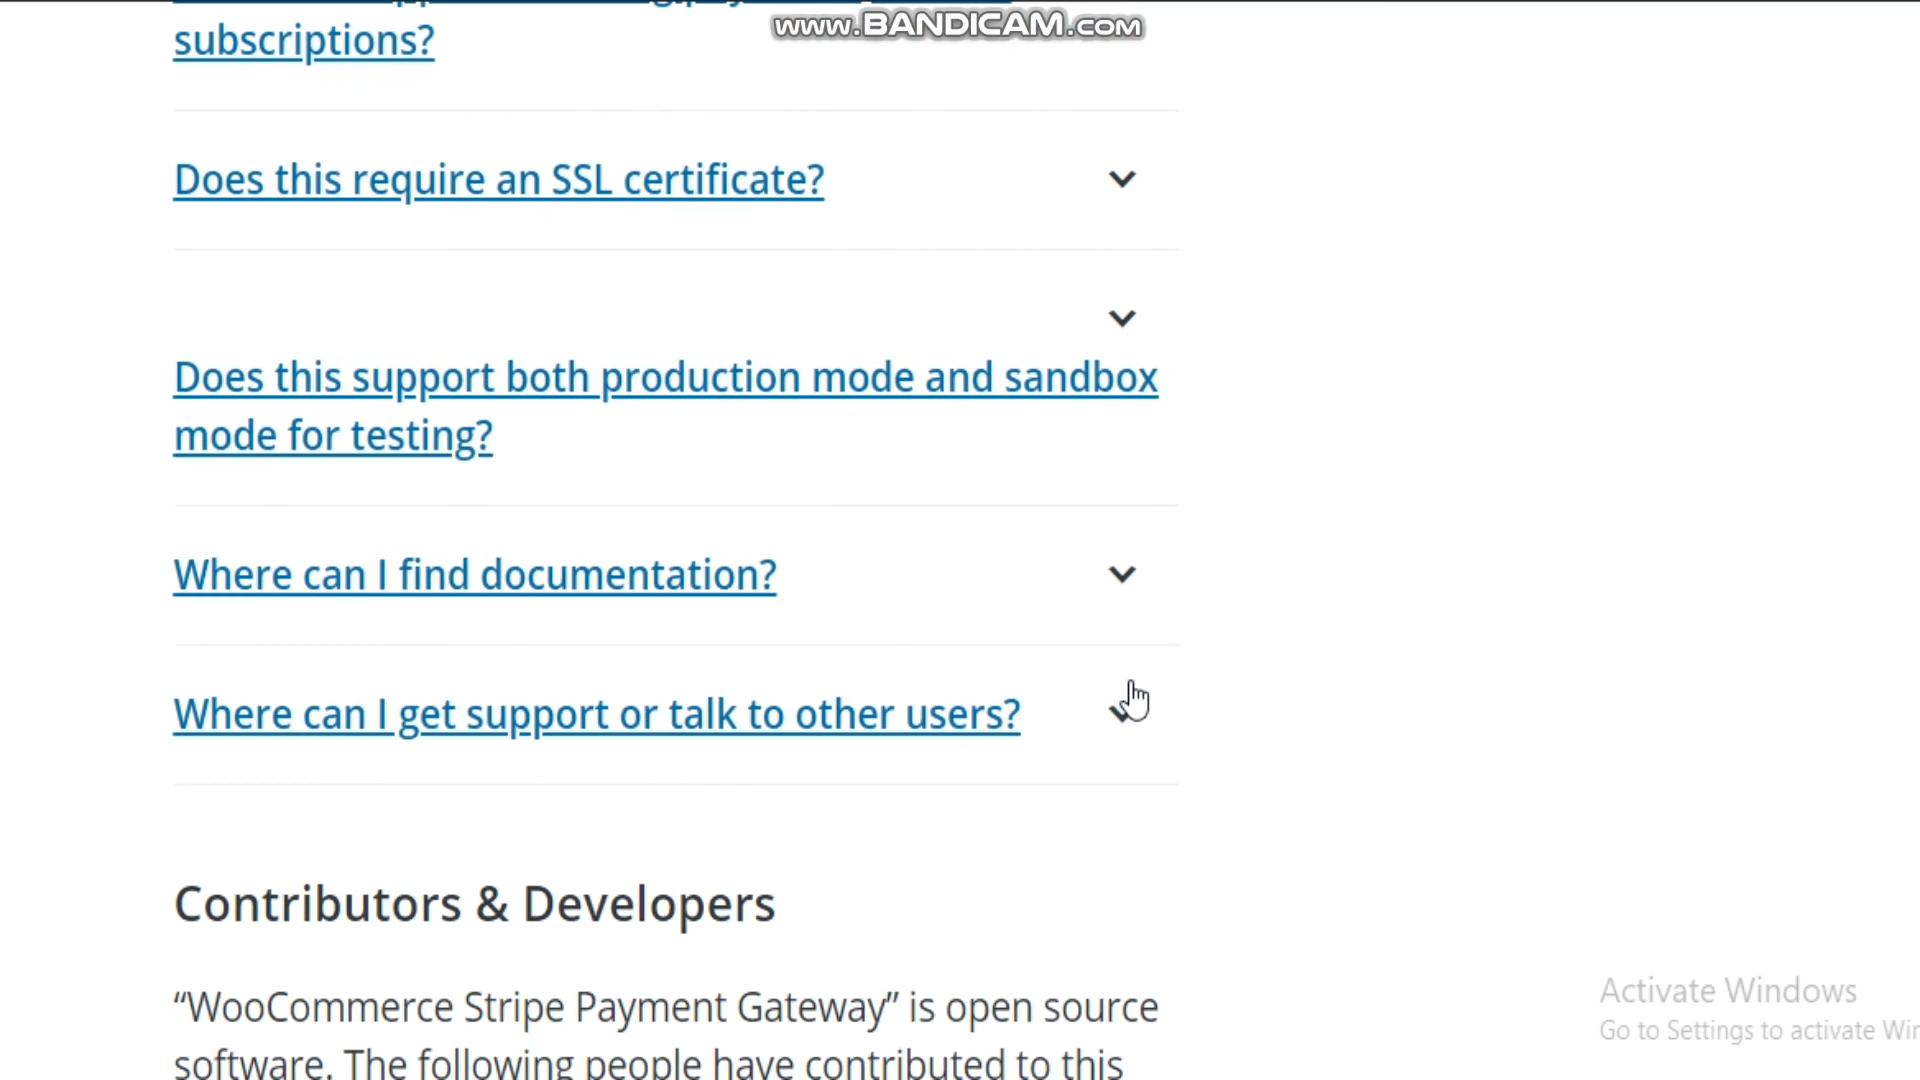 www.BANDICAM.com
subscriptions?
Does this require an SSL certificate?
Does this support both production mode and sandbox
mode for testing?
Where can I find documentation?
Where can I get support or talk to other users?
Contributors & Developers
“WooCommerce Stripe Payment Gateway” is open source
software. The following people have contributed to this
Activate Windows
Go to Settings to activate